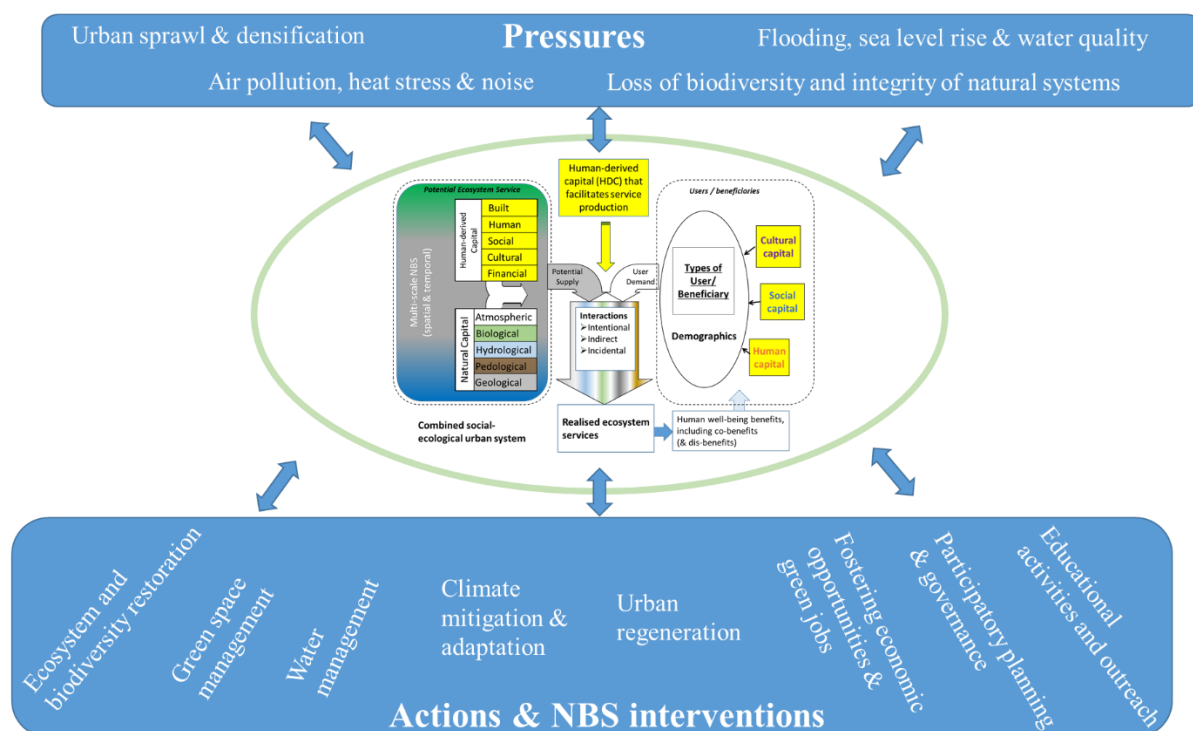 Urban sprawl & densification
Pressures
Flooding, sea level rise & water quality
Air pollution, heat stress & noise
Loss of biodiversity and integrity of natural systems
Potential Ecosystem Service
Multi-scale NBS
(spatial & temporal)
Human-derived
Capital
Built
Human
Social
Cultural
Financial
Natural Capital
Atmospheric
Biological
Hydrological
Pedological
Geological
Combined social-
ecological urban system
Human-derived
capital (HDC) that
facilitates service
production
Potential
Supply
User
Demand
Interactions
➢Intentional
➢Indirect
➢Incidental
Realised ecosystem
services
Users / beneficiaries
Types of
User/
Beneficiary
Demographics
Cultural
capital
Social
capital
Human
capital
Human well-being benefits,
including co-benefits
(& dis-benefits)
Ecosystem and
biodiversity restoration
Green space
management
Water
management
Climate
mitigation &
adaptation
Urban
regeneration
Fostering economic
opportunities &
green jobs
Participatory planning
& governance
Educational
activities and outreach
Actions & NBS interventions